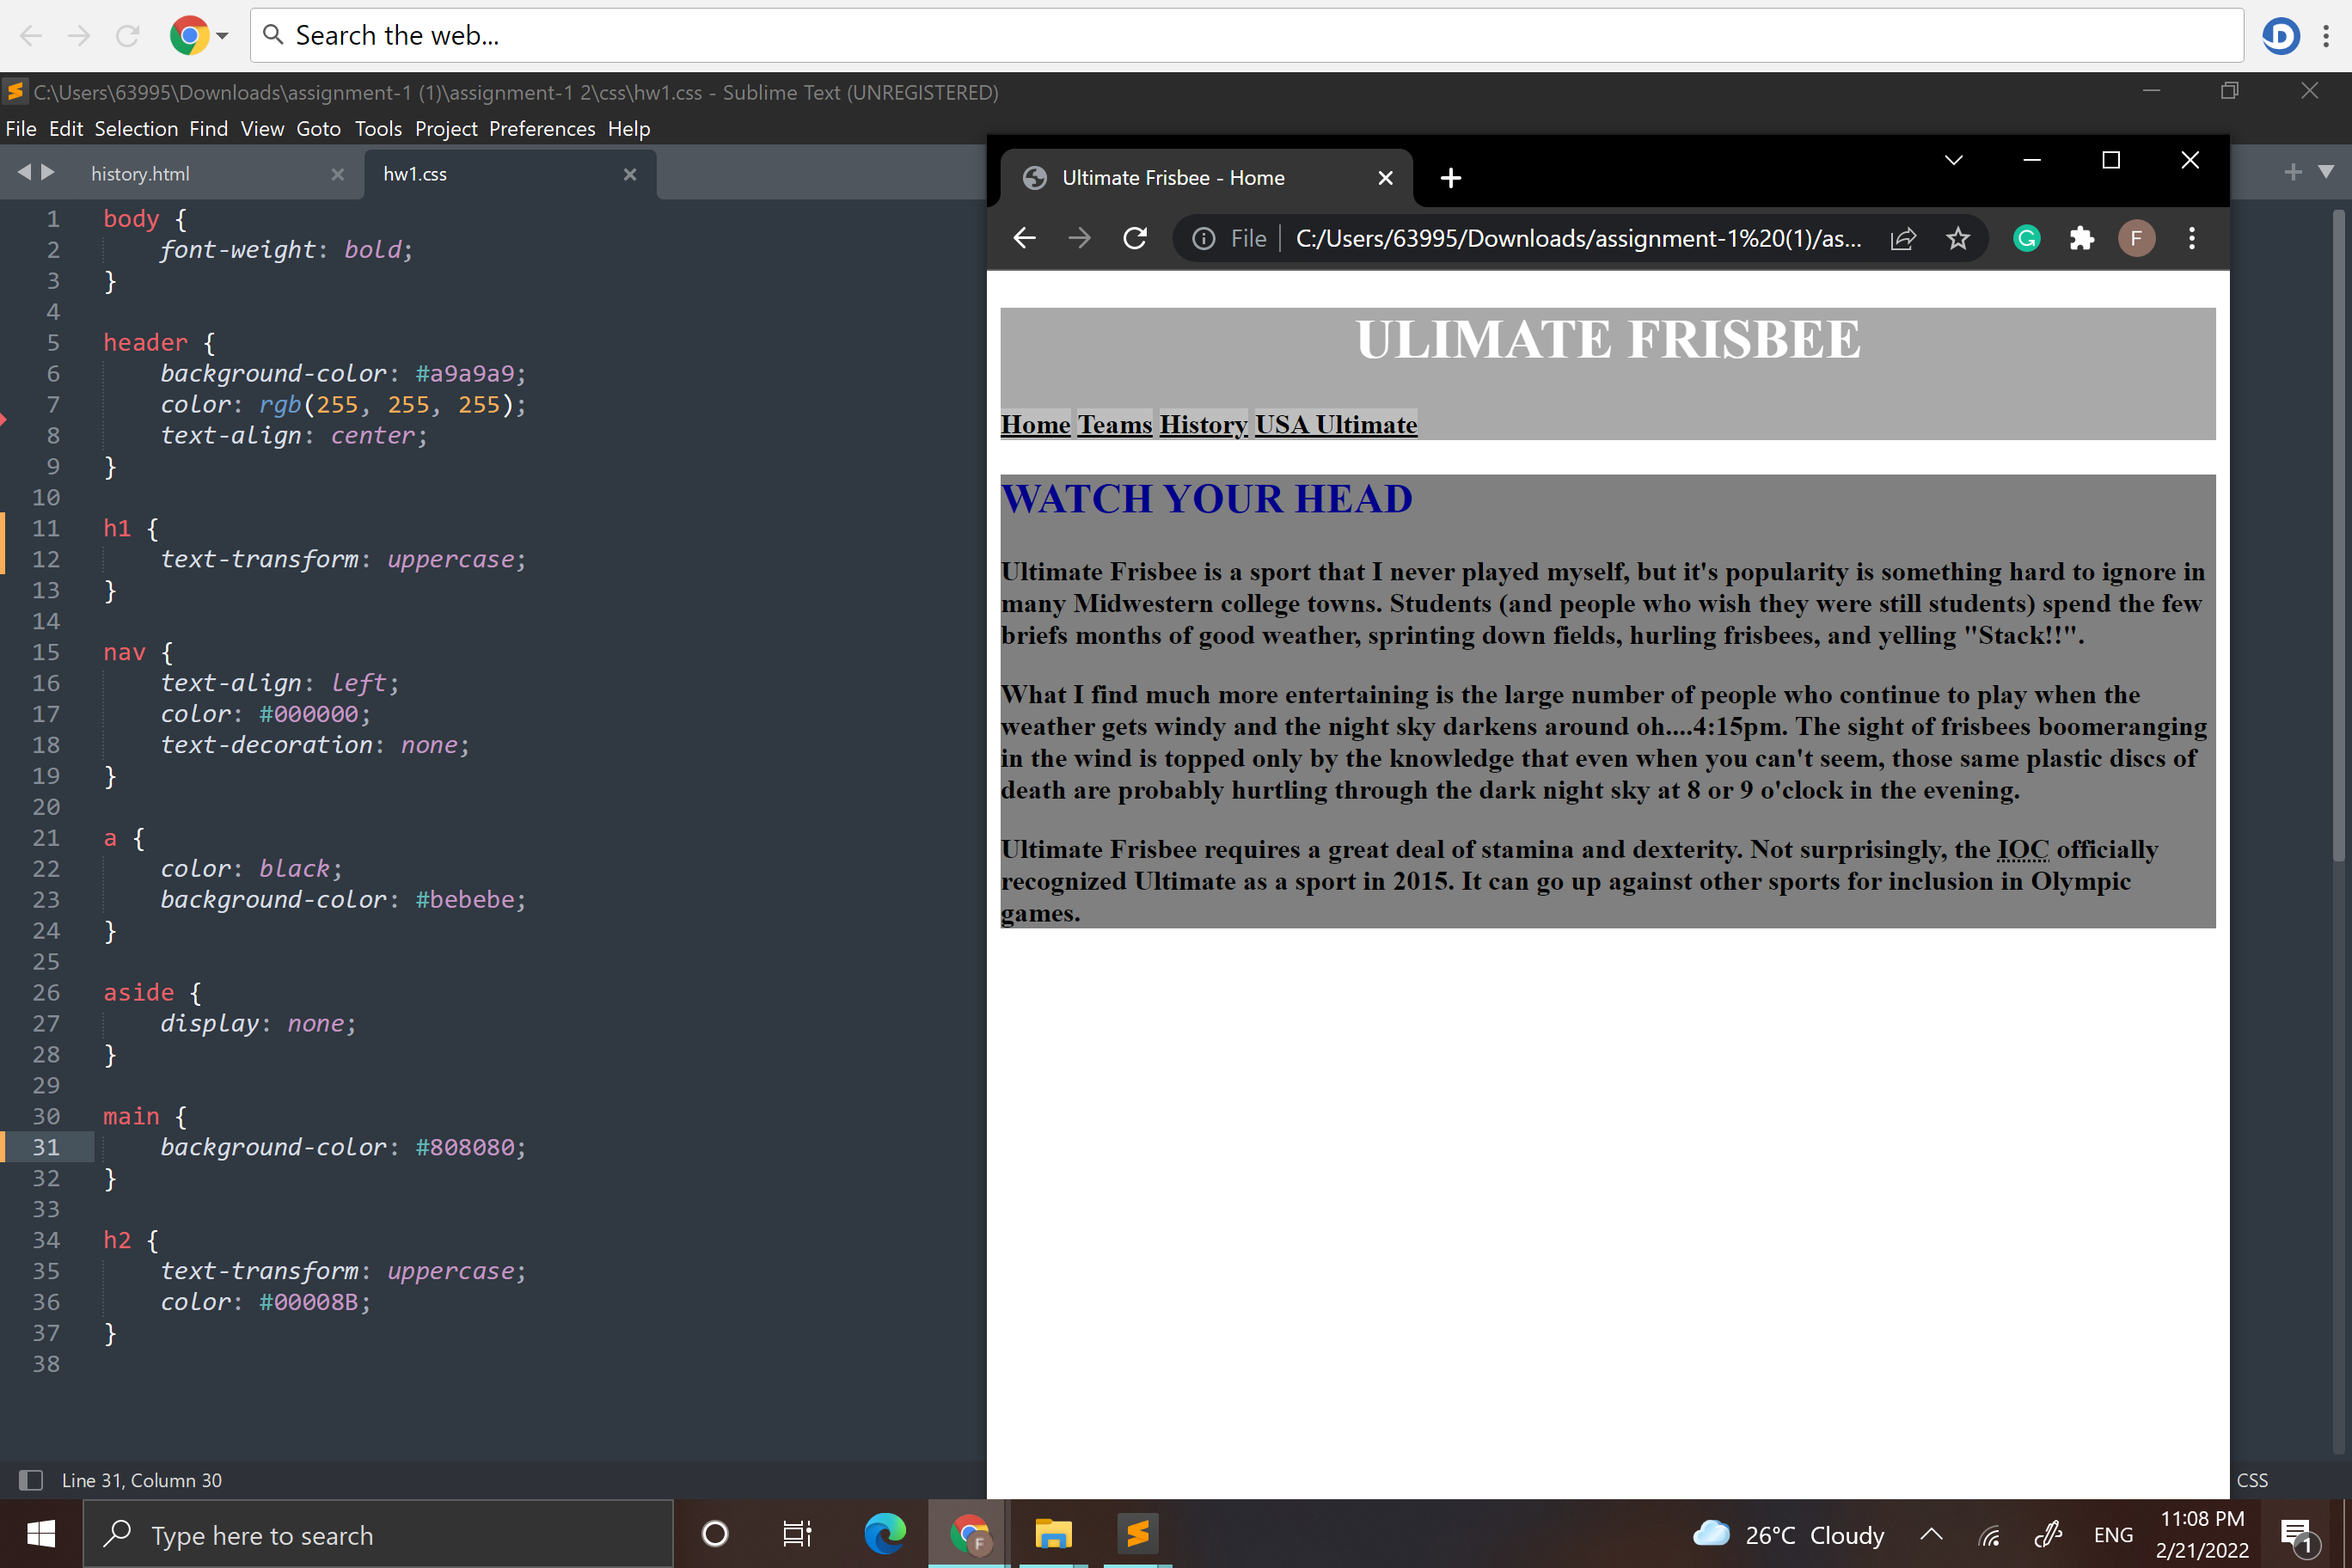 Search the web...
C:\Users\63995\Downloads\assignment-1 (1)\assignment-1 2\css\hw1.css - Sublime Text (UNREGISTERED)
File Edit Selection Find View Goto Tools Project Preferences Help
history.html
hw1.css
1 body {
2 font-weight: bold;
3 }
4
5 header {
6 background-color: #a9a9a9;
7 color: rgb(255, 255, 255);
8 text-align: center;
9 }
10
11 h1 {
12 text-transform: uppercase;
13 }
14
15 nav {
16 text-align: left;
17 color: #000000;
18 text-decoration: none;
19 }
20
21 a {
22 color: black;
23 background-color: #bebebe;
24 }
25
26 aside {
27 display: none;
28 }
29
30 main {
31 background-color: #808080;
32 }
33
34 h2 {
35 text-transform: uppercase;
36 color: #00008B;
37 }
38
Ultimate Frisbee - Home
File C:/Users/63995/Downloads/assignment-1%20(1)/as...
F
ULIMATE FRISBEE
Home Teams History USA Ultimate
WATCH YOUR HEAD
Ultimate Frisbee is a sport that I never played myself, but it's popularity is something hard to ignore in
many Midwestern college towns. Students (and people who wish they were still students) spend the few
briefs months of good weather, sprinting down fields, hurling frisbees, and yelling "Stack!!".
What I find much more entertaining is the large number of people who continue to play when the
weather gets windy and the night sky darkens around oh....4:15pm. The sight of frisbees boomeranging
in the wind is topped only by the knowledge that even when you can't seem, those same plastic discs of
death are probably hurtling through the dark night sky at 8 or 9 o'clock in the evening.
Ultimate Frisbee requires a great deal of stamina and dexterity. Not surprisingly, the IOC officially
recognized Ultimate as a sport in 2015. It can go up against other sports for inclusion in Olympic
games.
Line 31, Column 30
CSS
Type here to search
F
26°C Cloudy
ENG
11:08 PM
2/21/2022
1